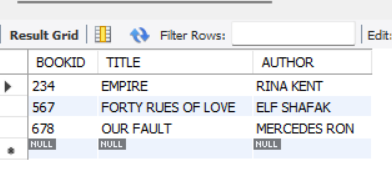 Result Grid Filter Rows: Edit:
BOOKID TITLE AUTHOR
234 EMPIRE RINA KENT
567 FORTY RUES OF LOVE ELF SHAFAK
678 OUR FAULT MERCEDES RON
NULL NULL NULL